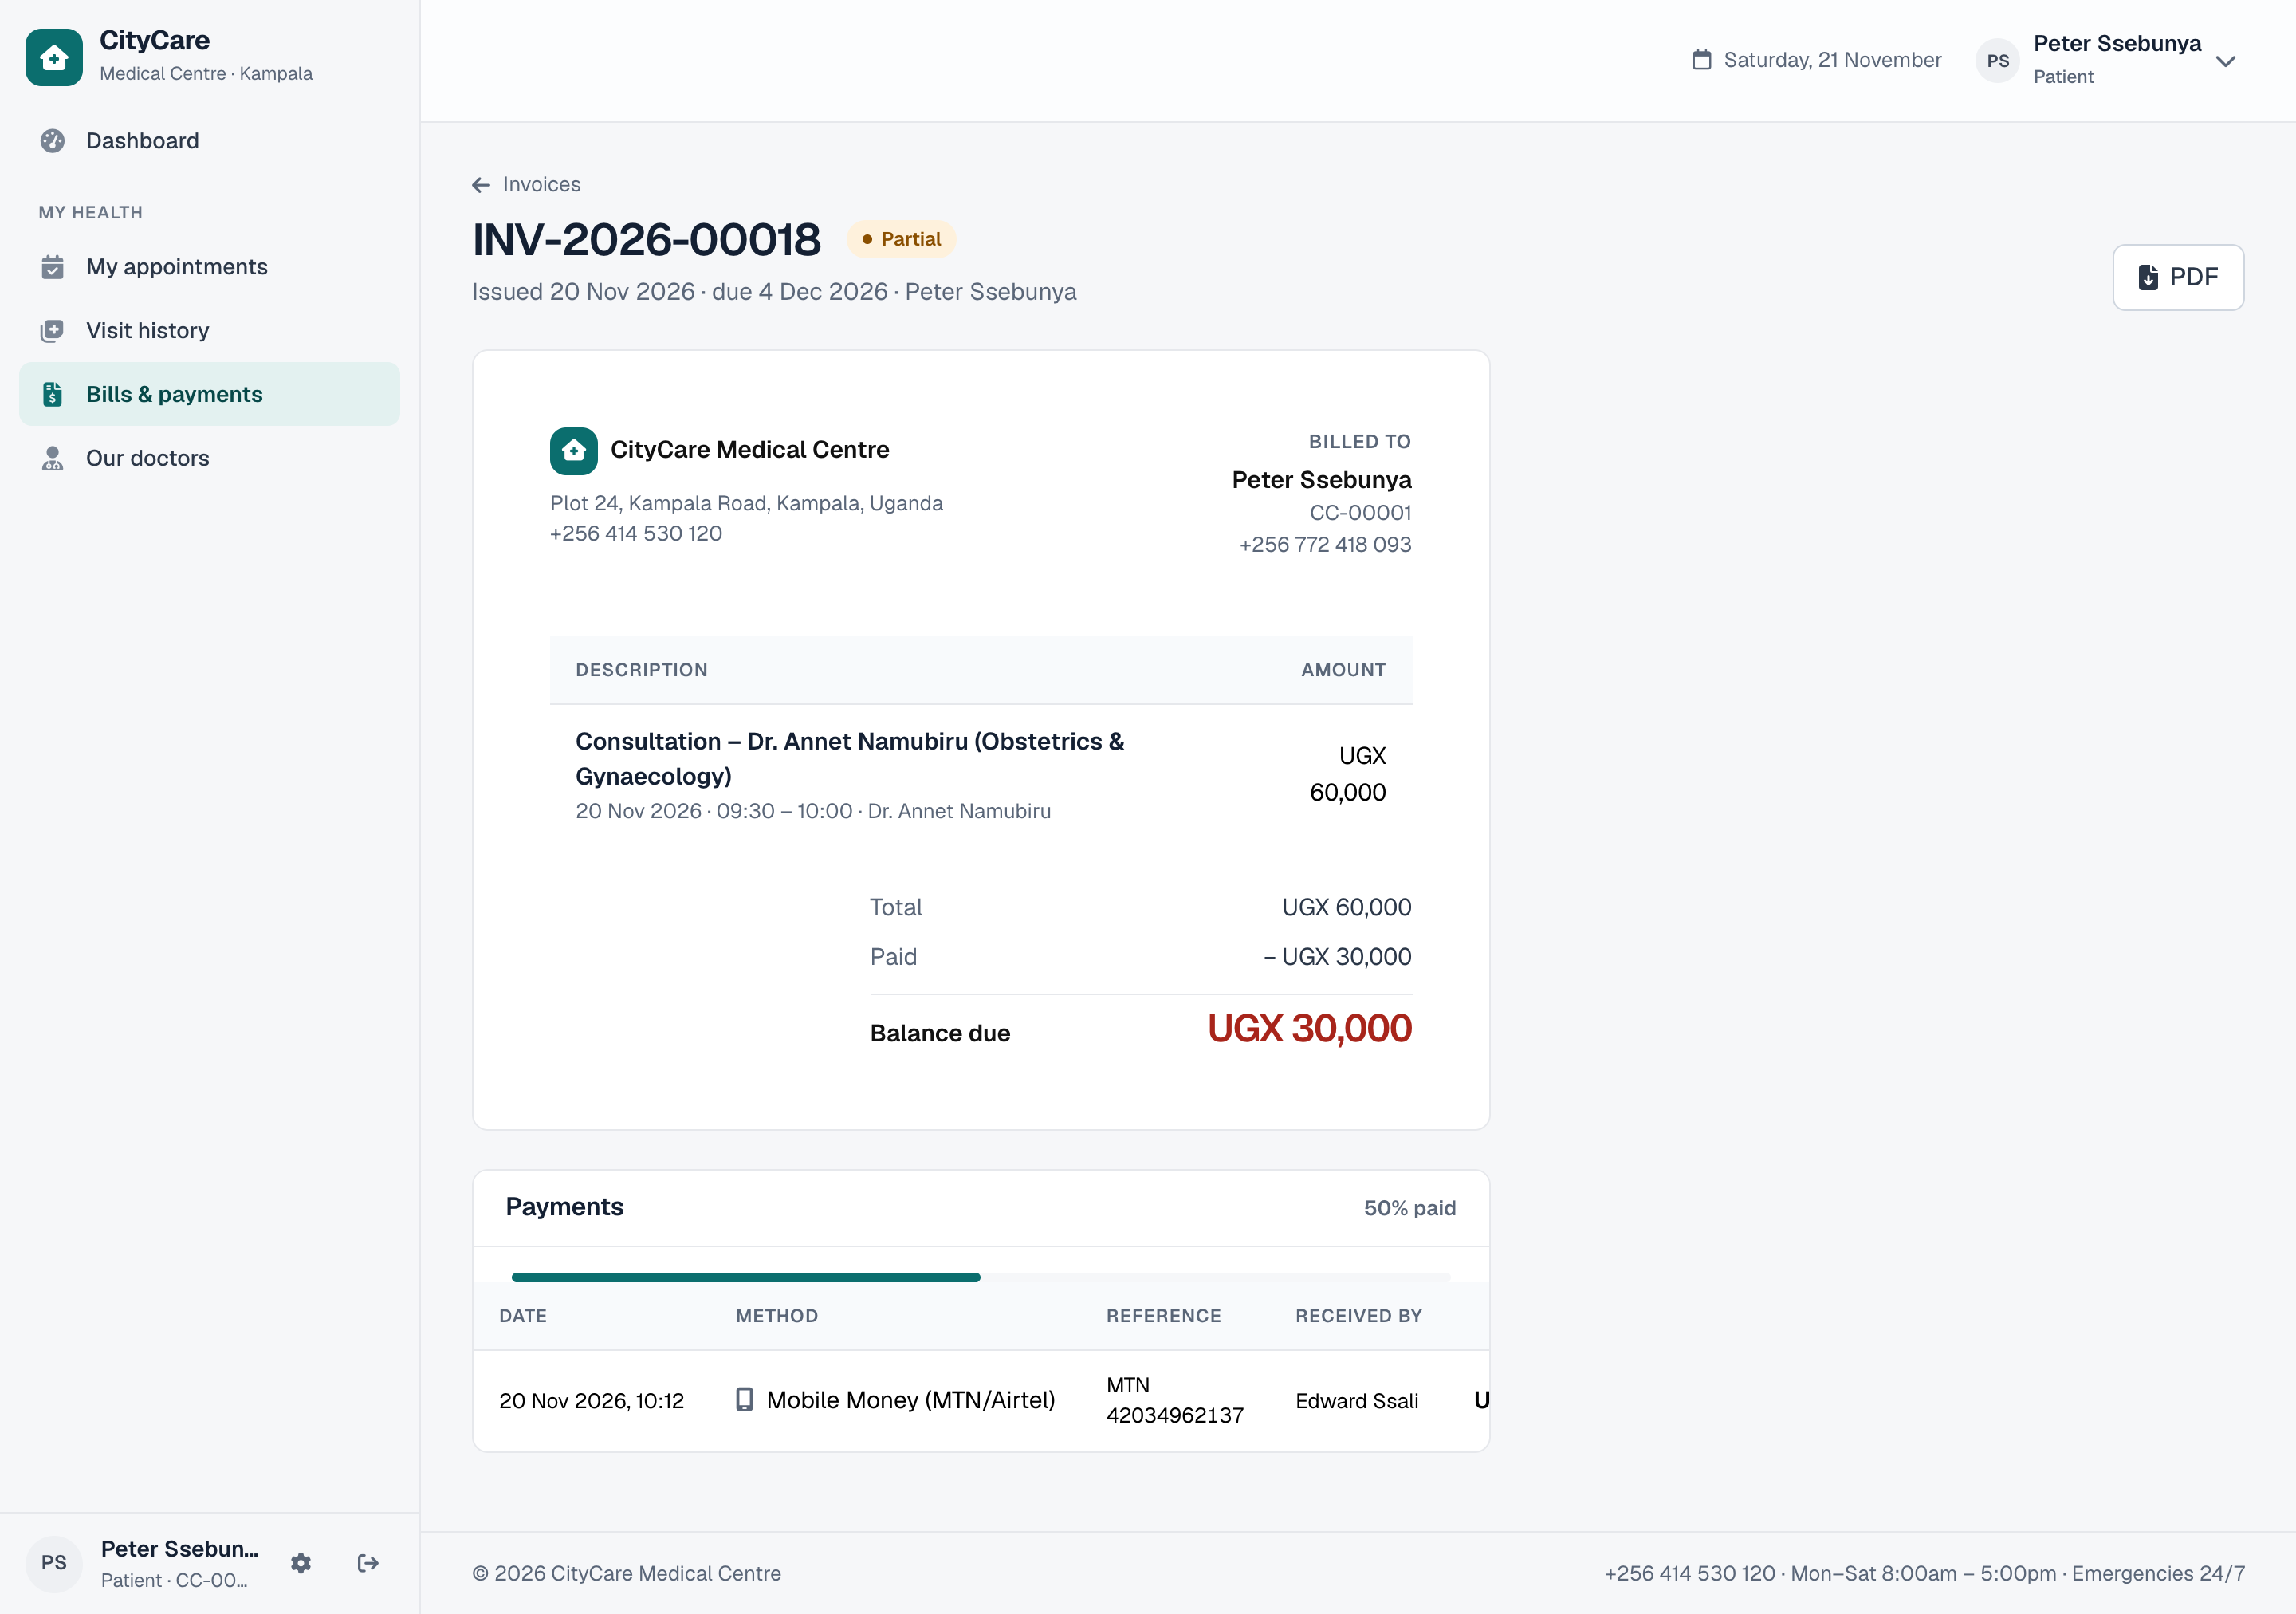 CityCare
Medical Centre · Kampala
Dashboard
MY HEALTH
My appointments
Visit history
Bills & payments
Our doctors
PS
Peter Ssebun...
Patient · CC-00...
Saturday, 21 November
PS
Peter Ssebunya
Patient
Invoices
INV-2026-00018
Partial
Issued 20 Nov 2026 · due 4 Dec 2026 · Peter Ssebunya
PDF
CityCare Medical Centre
Plot 24, Kampala Road, Kampala, Uganda
+256 414 530 120
BILLED TO
Peter Ssebunya
CC-00001
+256 772 418 093
DESCRIPTION AMOUNT
Consultation – Dr. Annet Namubiru (Obstetrics &
Gynaecology)
20 Nov 2026 · 09:30 – 10:00 · Dr. Annet Namubiru
UGX
60,000
Total UGX 60,000
Paid – UGX 30,000
Balance due UGX 30,000
Payments 50% paid
DATE METHOD REFERENCE RECEIVED BY
20 Nov 2026, 10:12 Mobile Money (MTN/Airtel) MTN
42034962137 Edward Ssali
© 2026 CityCare Medical Centre
+256 414 530 120 · Mon–Sat 8:00am – 5:00pm · Emergencies 24/7